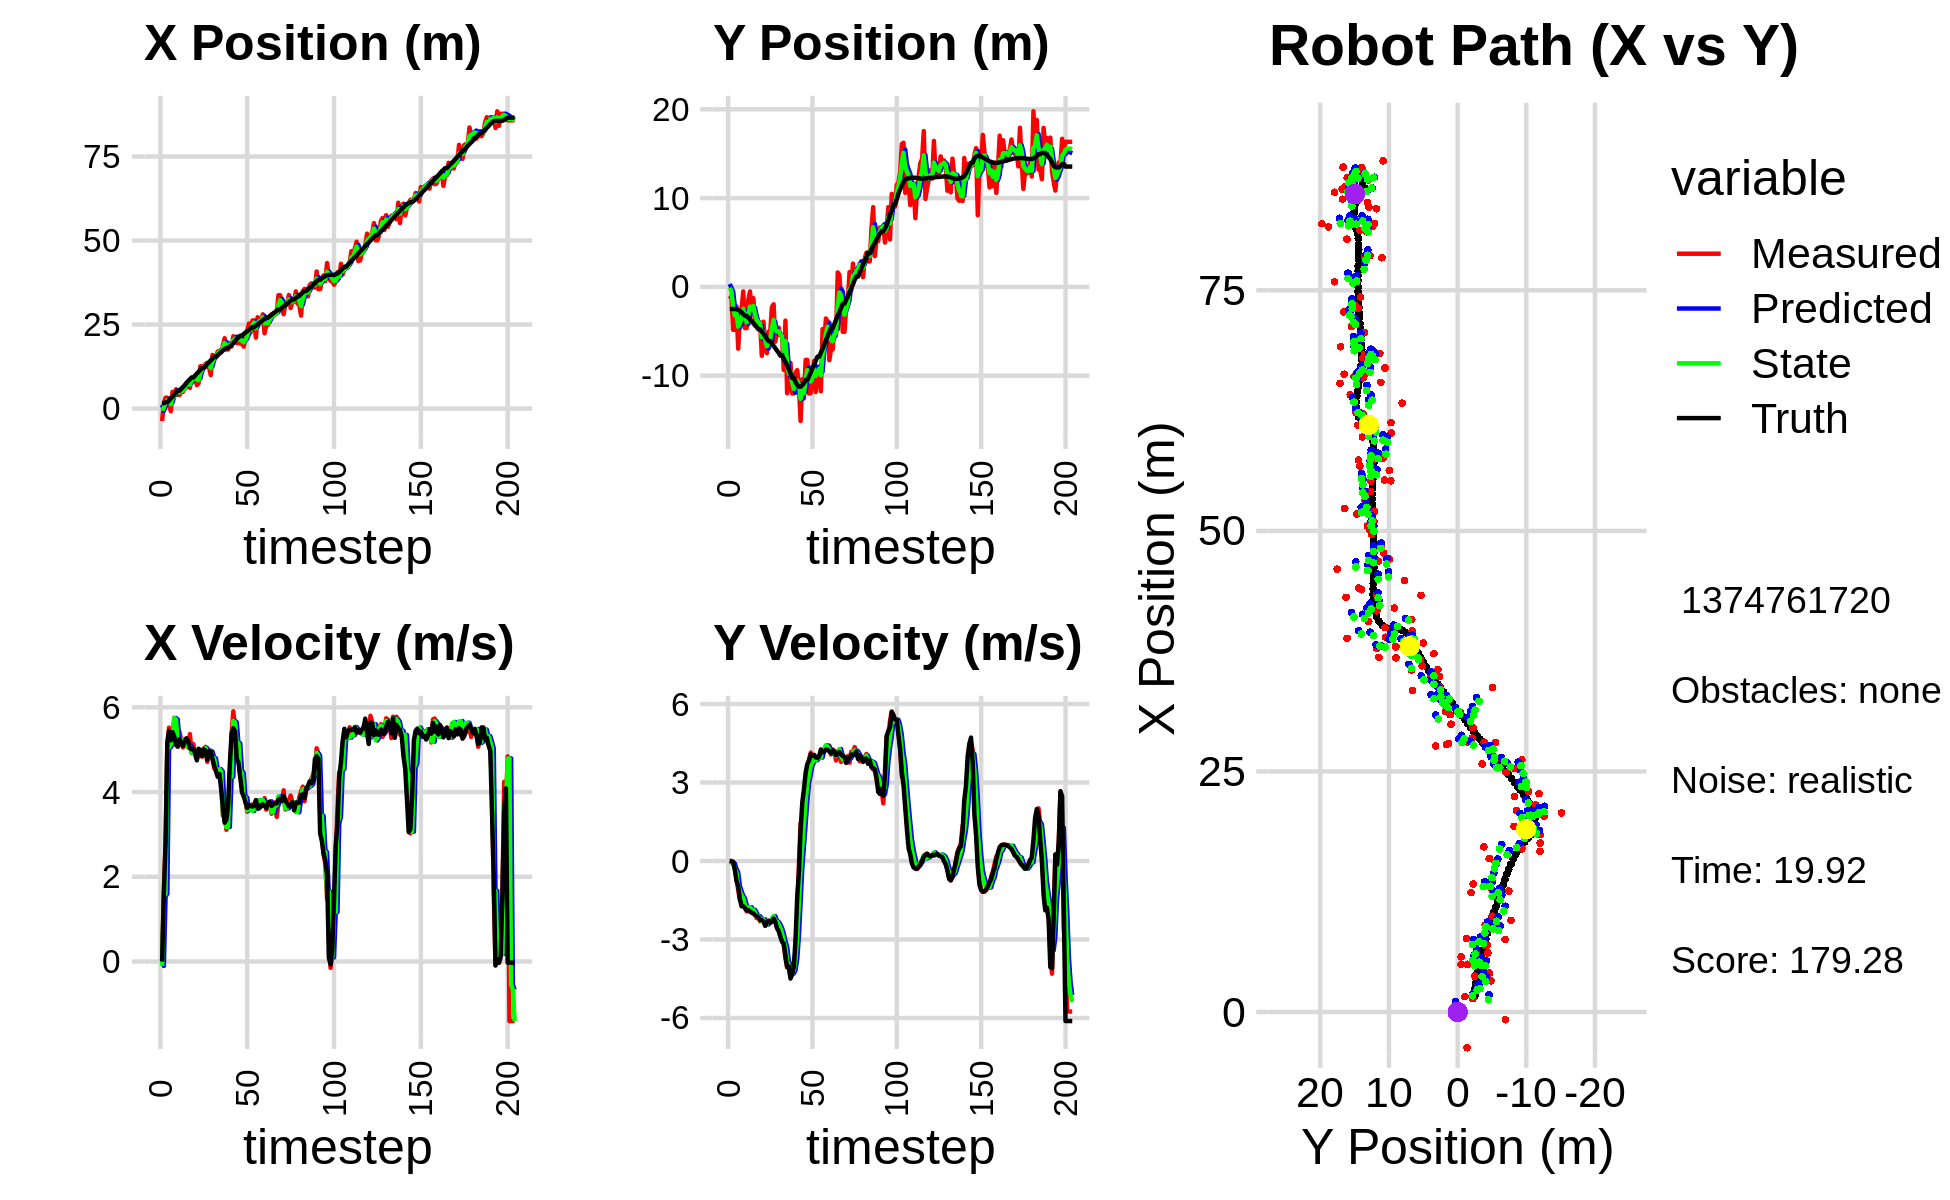 X Position (m)
75
50
25
0
0 50 100 150 200
timestep
Y Position (m)
20
10
0
-10
0 50 100 150 200
timestep
X Velocity (m/s)
6
4
2
0
0 50 100 150 200
timestep
Y Velocity (m/s)
6
3
0
-3
-6
0 50 100 150 200
timestep
Robot Path (X vs Y)
X Position (m)
75
50
25
0
20 10 0 -10 -20
Y Position (m)
variable
Measured
Predicted
State
Truth
1374761720
Obstacles: none
Noise: realistic
Time: 19.92
Score: 179.28